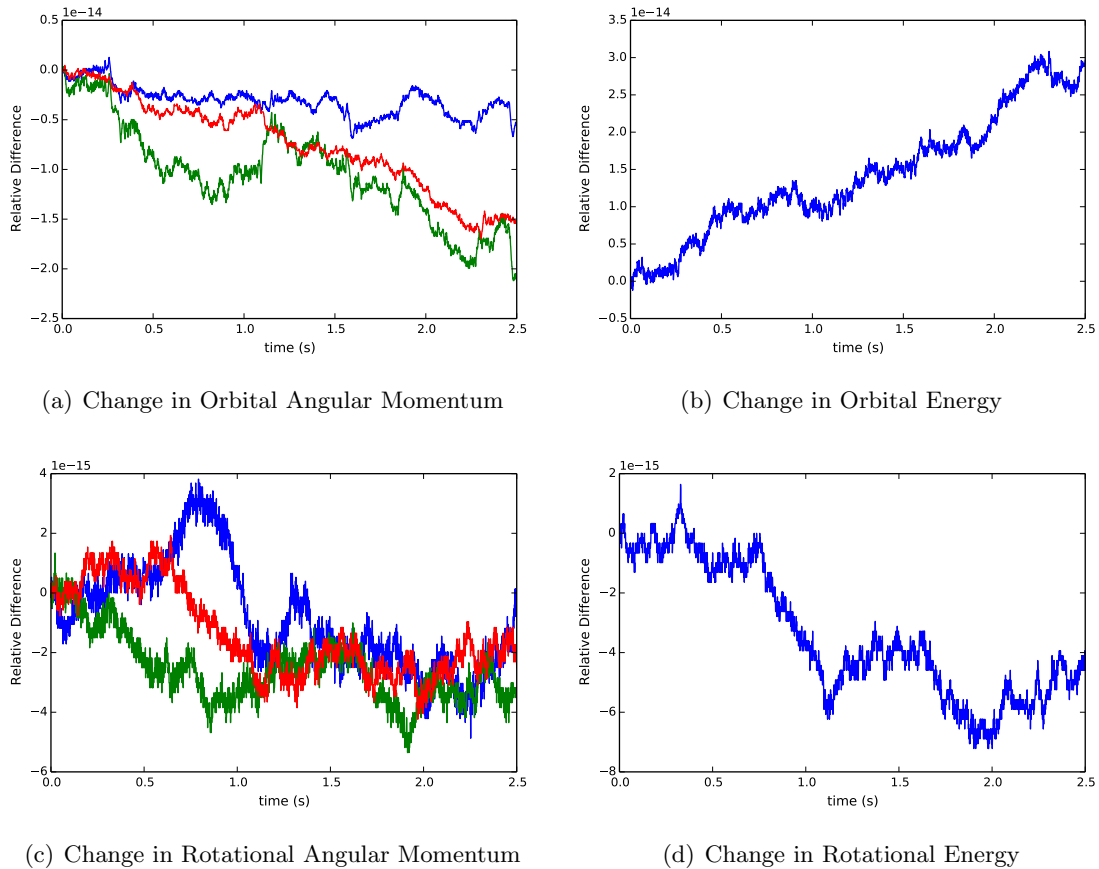 1e−14
0.5
0.0
−0.5
−1.0
−1.5
−2.0
−2.5
0.0 0.5 1.0 1.5 2.0 2.5
time (s)
Relative Difference
(a) Change in Orbital Angular Momentum
1e−14
3.5
3.0
2.5
2.0
1.5
1.0
0.5
0.0
−0.5
0.0 0.5 1.0 1.5 2.0 2.5
time (s)
Relative Difference
(b) Change in Orbital Energy
1e−15
4
2
0
−2
−4
−6
0.0 0.5 1.0 1.5 2.0 2.5
time (s)
Relative Difference
(c) Change in Rotational Angular Momentum
1e−15
2
0
−2
−4
−6
−8
0.0 0.5 1.0 1.5 2.0 2.5
time (s)
Relative Difference
(d) Change in Rotational Energy